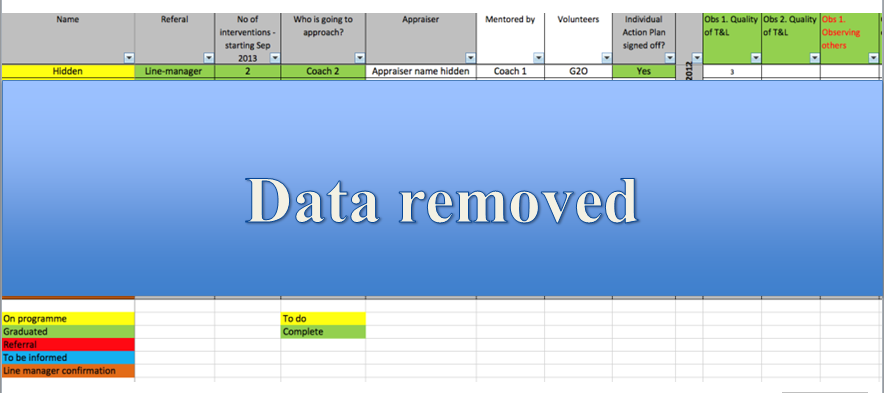 Name Referal No of interventions - starting Sep 2013 Who is going to approach? Appraiser Mentored by Volunteers Individual Action Plan signed off? 2012 Obs 1. Quality of T&L Obs 2. Quality of T&L Obs 1. Observing others
Hidden Line-manager 2 Coach 2 Appraiser name hidden Coach 1 G2O Yes 3
Data removed
On programme To do
Graduated Complete
Referral
To be informed
Line manager confirmation